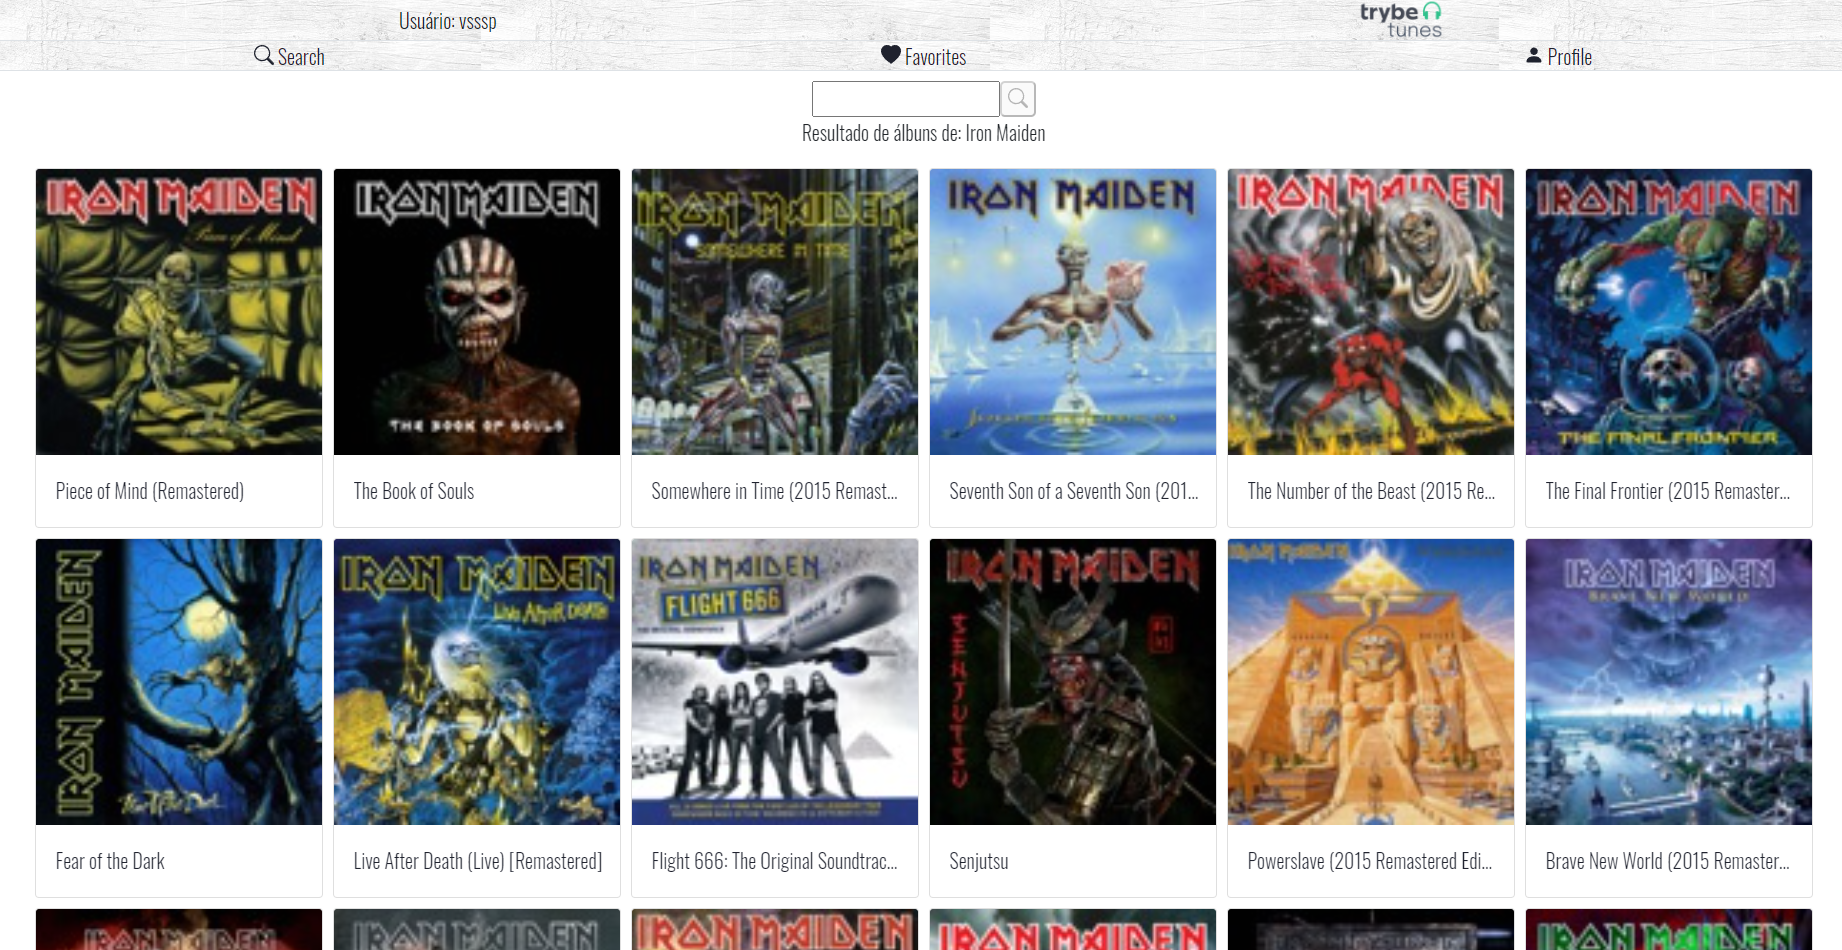 Usuário: vsssp
trybe
tunes
Search
Favorites
Profile
Resultado de álbuns de: Iron Maiden
IRON MAIDEN
Piece of Mind
IRON MAIDEN
THE BOOK OF SOULS
IRON MAIDEN
SOMEWHERE IN TIME
IRON MAIDEN
IRON MAIDEN
IRON MAIDEN
THE FINAL FRONTIER
Piece of Mind (Remastered)
The Book of Souls
Somewhere in Time (2015 Remast...
Seventh Son of a Seventh Son (201...
The Number of the Beast (2015 Re...
The Final Frontier (2015 Remaster...
IRON MAIDEN
Fear of the Dark
IRON MAIDEN
LIVE AFTER DEATH
IRON MAIDEN
FLIGHT 666
IRON MAIDEN
SENJUTSU
IRON MAIDEN
IRON MAIDEN
BRAVE NEW WORLD
Fear of the Dark
Live After Death (Live) [Remastered]
Flight 666: The Original Soundtrac...
Senjutsu
Powerslave (2015 Remastered Edi...
Brave New World (2015 Remaster...
IRON MAIDEN
IRON MAIDEN
IRON MAIDEN
IRON MAIDEN
IRON MAIDEN